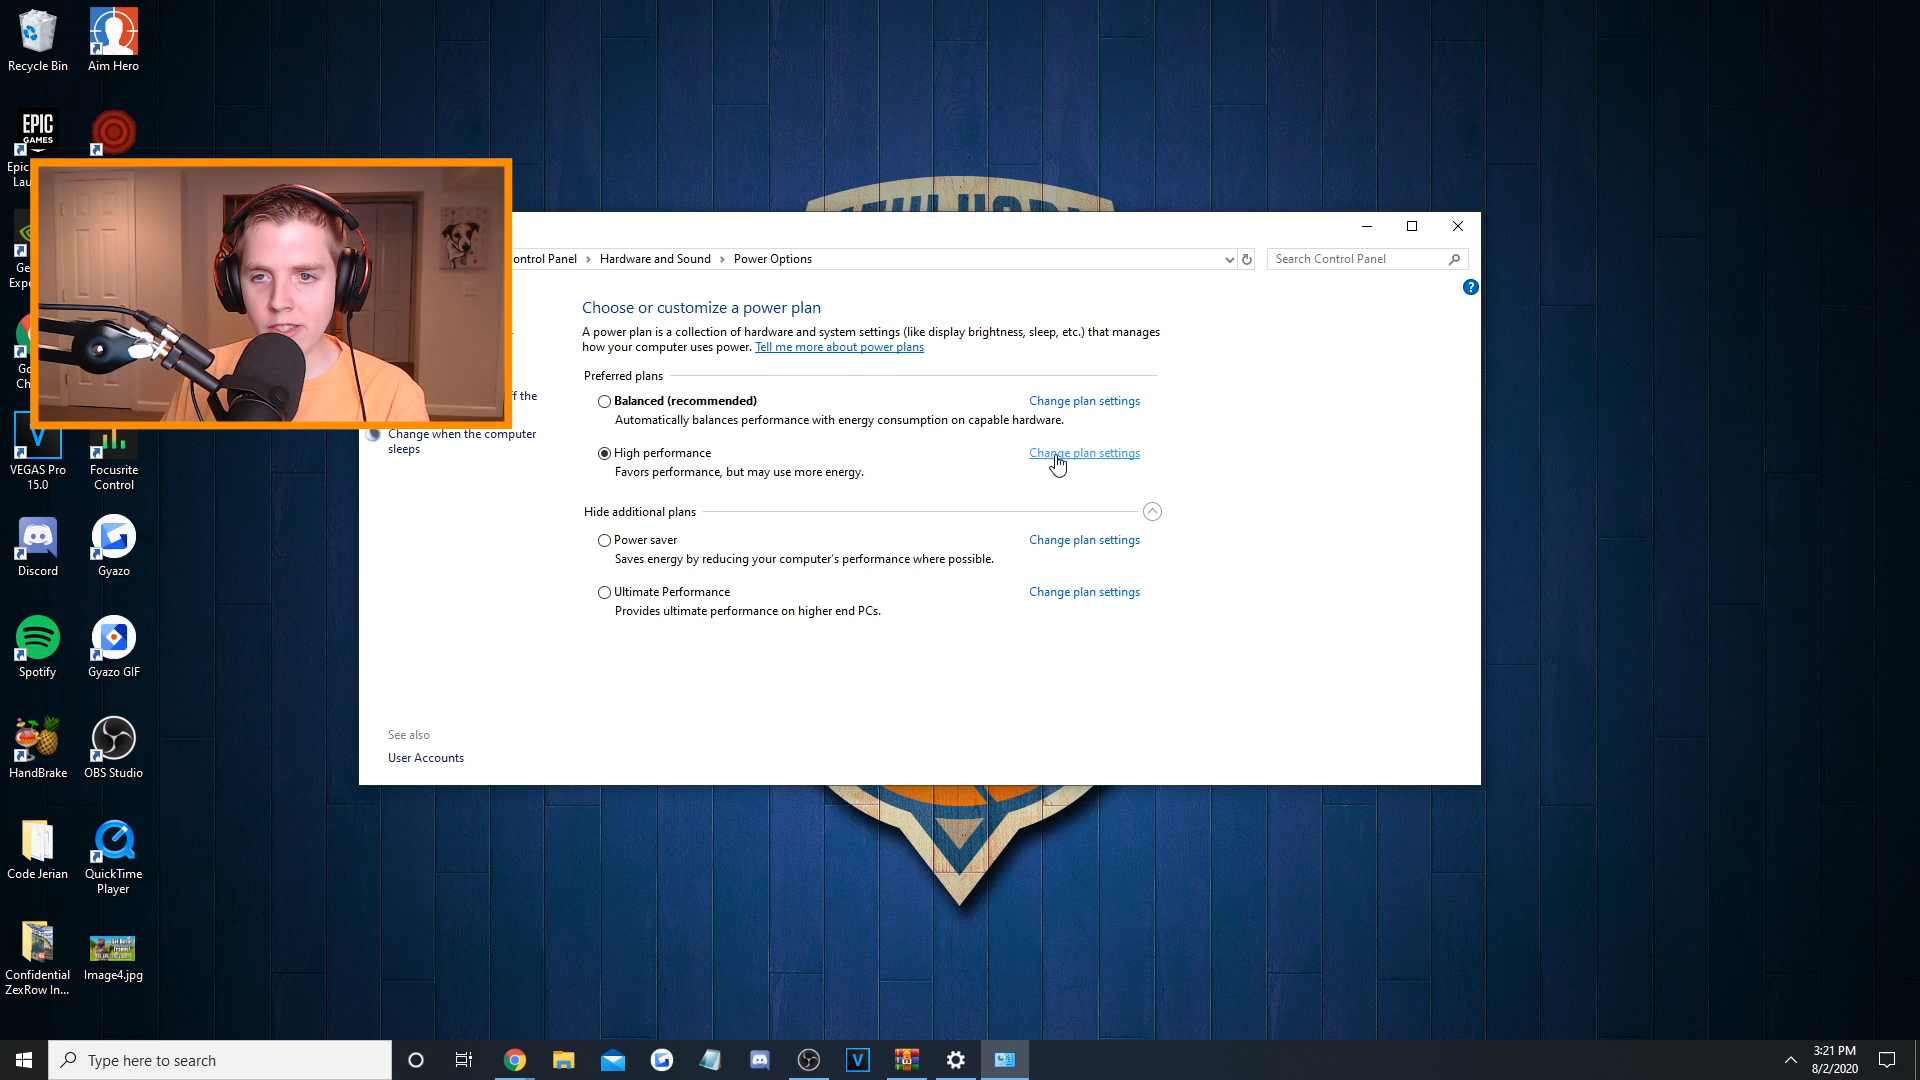 Recycle Bin
Aim Hero
EPIC
GAMES
Epic
Lau
Ge
Exp
Go
Ch
VEGAS Pro
15.0
Focusrite
Control
Discord
Gyazo
Spotify
Gyazo GIF
HandBrake
OBS Studio
Code Jerian
QuickTime
Player
Confidential
ZexRow In...
Image4.jpg
ontrol Panel > Hardware and Sound > Power Options
Search Control Panel
?
Choose or customize a power plan
A power plan is a collection of hardware and system settings (like display brightness, sleep, etc.) that manages
how your computer uses power. Tell me more about power plans
Preferred plans
Balanced (recommended)
Change plan settings
Automatically balances performance with energy consumption on capable hardware.
High performance
Change plan settings
Favors performance, but may use more energy.
Hide additional plans
Power saver
Change plan settings
Saves energy by reducing your computer's performance where possible.
Ultimate Performance
Change plan settings
Provides ultimate performance on higher end PCs.
f the
Change when the computer
sleeps
See also
User Accounts
Type here to search
V
3:21 PM
8/2/2020